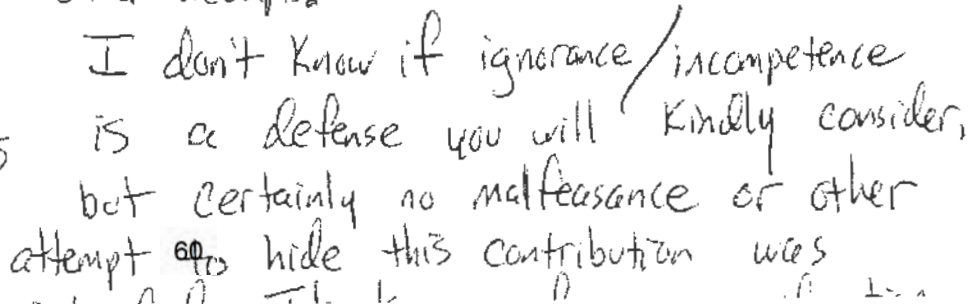 I don't know if ignorance/incompetence
is a defense you will kindly consider,
but certainly no malfeasance or other
attempt to hide this contribution was